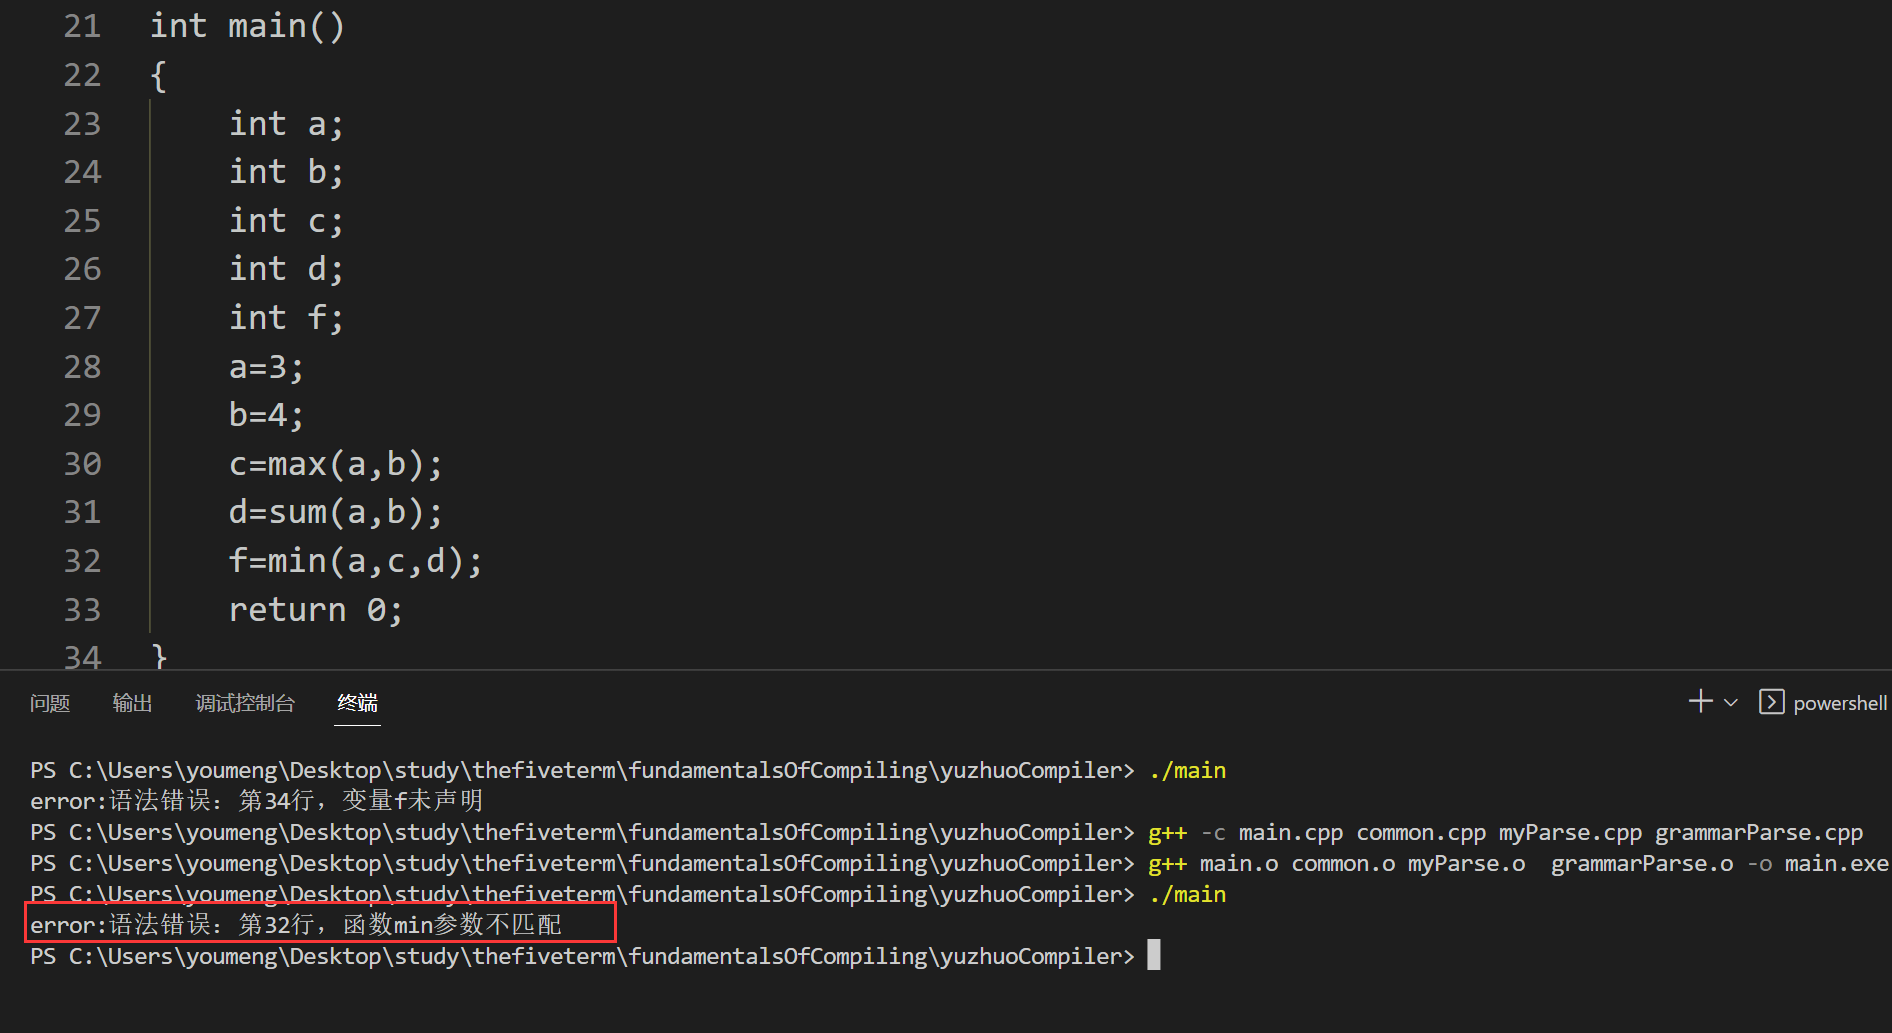 21 int main()
22 {
23 int a;
24 int b;
25 int c;
26 int d;
27 int f;
28 a=3;
29 b=4;
30 c=max(a,b);
31 d=sum(a,b);
32 f=min(a,c,d);
33 return 0;
34 }
问题 输出 调试控制台 终端 powershell
PS C:\Users\youmeng\Desktop\study\thefiveterm\fundamentalsOfCompiling\yuzhuoCompiler> ./main
error:语法错误：第34行，变量f未声明
PS C:\Users\youmeng\Desktop\study\thefiveterm\fundamentalsOfCompiling\yuzhuoCompiler> g++ -c main.cpp common.cpp myParse.cpp grammarParse.cpp
PS C:\Users\youmeng\Desktop\study\thefiveterm\fundamentalsOfCompiling\yuzhuoCompiler> g++ main.o common.o myParse.o  grammarParse.o -o main.exe
PS C:\Users\youmeng\Desktop\study\thefiveterm\fundamentalsOfCompiling\yuzhuoCompiler> ./main
error:语法错误：第32行，函数min参数不匹配
PS C:\Users\youmeng\Desktop\study\thefiveterm\fundamentalsOfCompiling\yuzhuoCompiler>